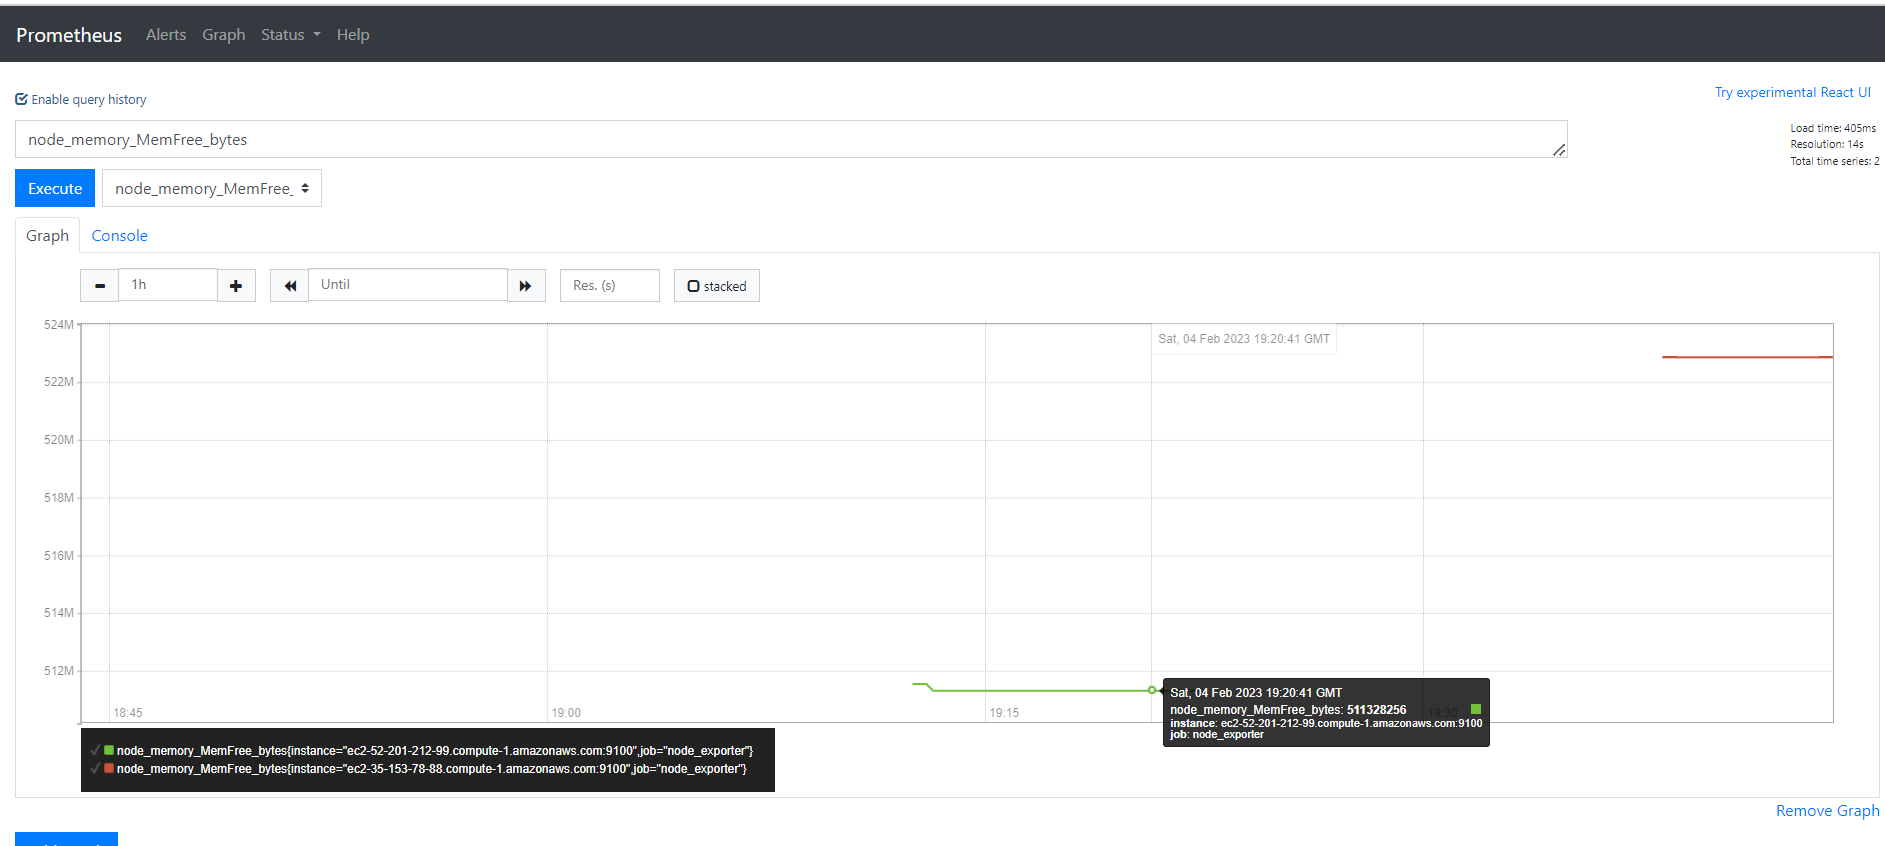 Prometheus Alerts Graph Status Help
Enable query history
Try experimental React UI
node_memory_MemFree_bytes
Load time: 405ms
Resolution: 14s
Total time series: 2
Execute node_memory_MemFree_
Graph Console
1h Until Res. (s) stacked
524M
522M
520M
518M
516M
514M
512M
Sat, 04 Feb 2023 19:20:41 GMT
18:45 19:00 19:15 19:30
Sat, 04 Feb 2023 19:20:41 GMT
node_memory_MemFree_bytes: 511328256
instance: ec2-52-201-212-99.compute-1.amazonaws.com:9100
job: node_exporter
node_memory_MemFree_bytes{instance="ec2-52-201-212-99.compute-1.amazonaws.com:9100",job="node_exporter"}
node_memory_MemFree_bytes{instance="ec2-35-153-78-88.compute-1.amazonaws.com:9100",job="node_exporter"}
Remove Graph